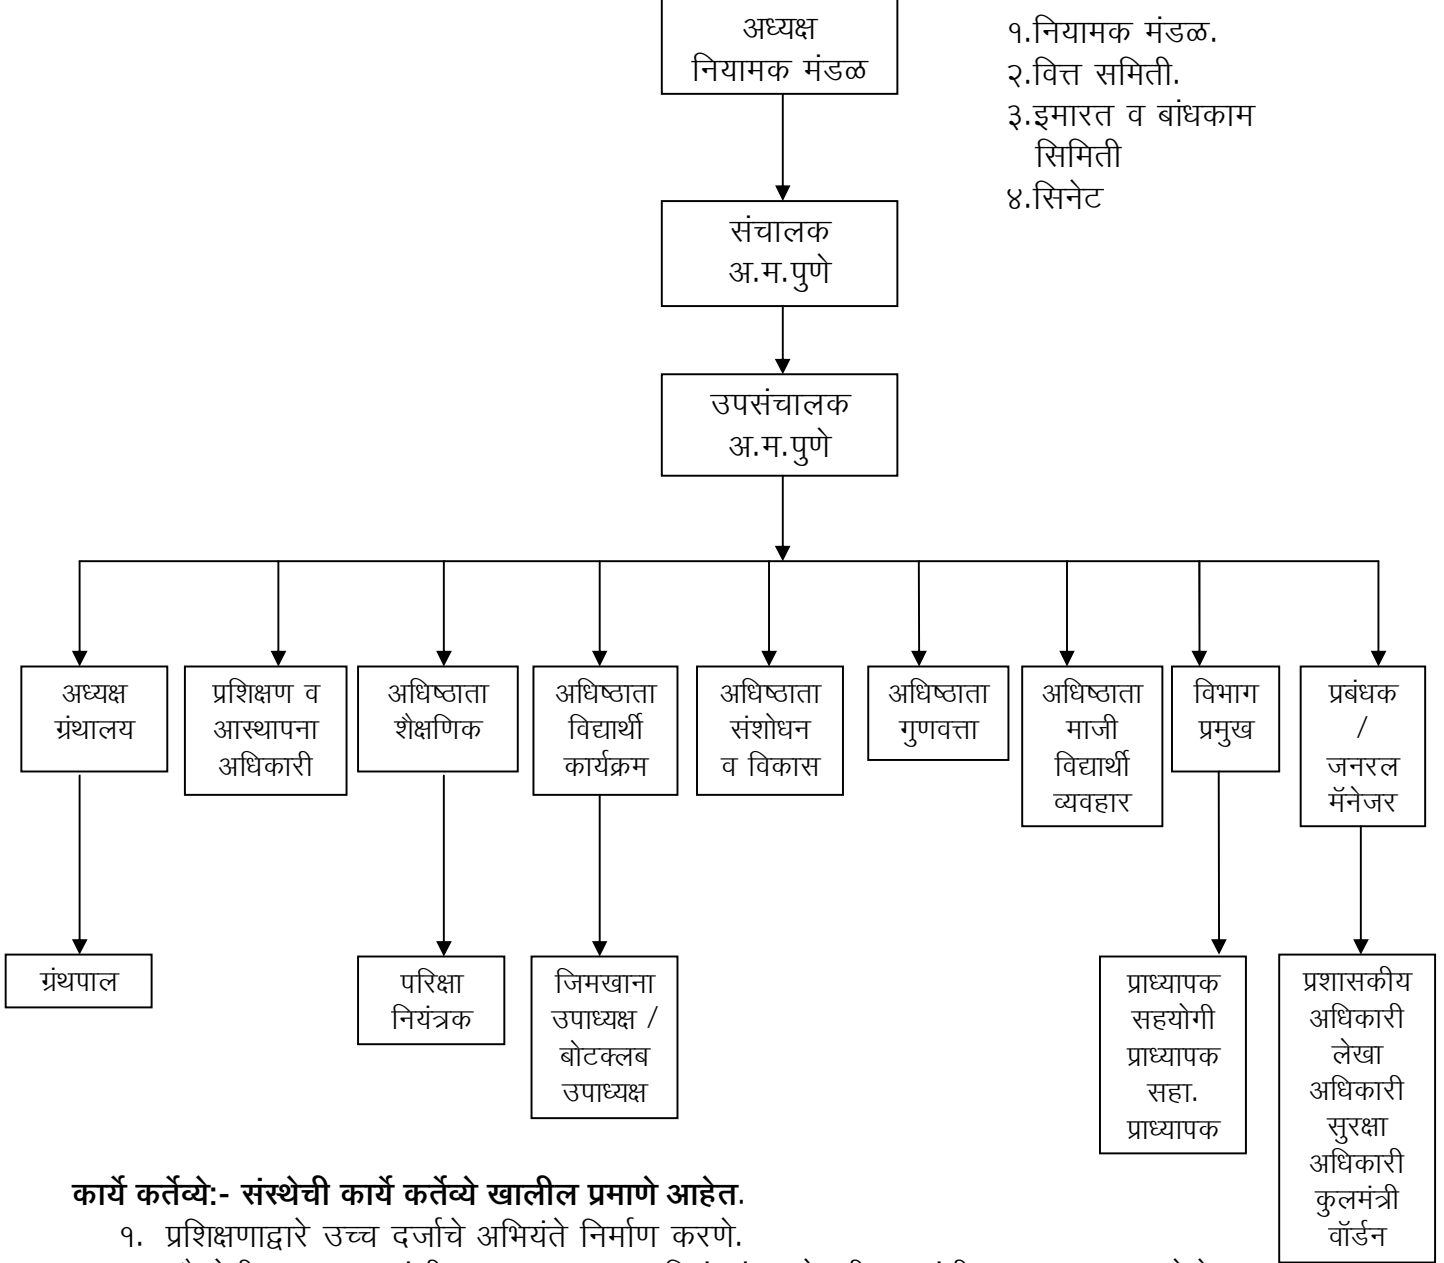 अध्यक्ष
नियामक मंडळ
१.नियामक मंडळ.
२.वित्त समिती.
३.इमारत व बांधकाम
सिमिती
४.सिनेट
संचालक
अ.म.पुणे
उपसंचालक
अ.म.पुणे
अध्यक्ष
ग्रंथालय
प्रशिक्षण व
आस्थापना
अधिकारी
अधिष्ठाता
शैक्षणिक
अधिष्ठाता
विद्यार्थी
कार्यक्रम
अधिष्ठाता
संशोधन
व विकास
अधिष्ठाता
गुणवत्ता
अधिष्ठाता
माजी
विद्यार्थी
व्यवहार
विभाग
प्रमुख
प्रबंधक
/
जनरल
मॅनेजर
ग्रंथपाल
परिक्षा
नियंत्रक
जिमखाना
उपाध्यक्ष /
बोटक्लब
उपाध्यक्ष
प्राध्यापक
सहयोगी
प्राध्यापक
सहा.
प्राध्यापक
प्रशासकीय
अधिकारी
लेखा
अधिकारी
सुरक्षा
अधिकारी
कुलमंत्री
वॉर्डन
कार्ये कर्तेव्ये:- संस्थेची कार्ये कर्तेव्ये खालील प्रमाणे आहेत.
१. प्रशिक्षणाद्वारे उच्च दर्जाचे अभियंते निर्माण करणे.